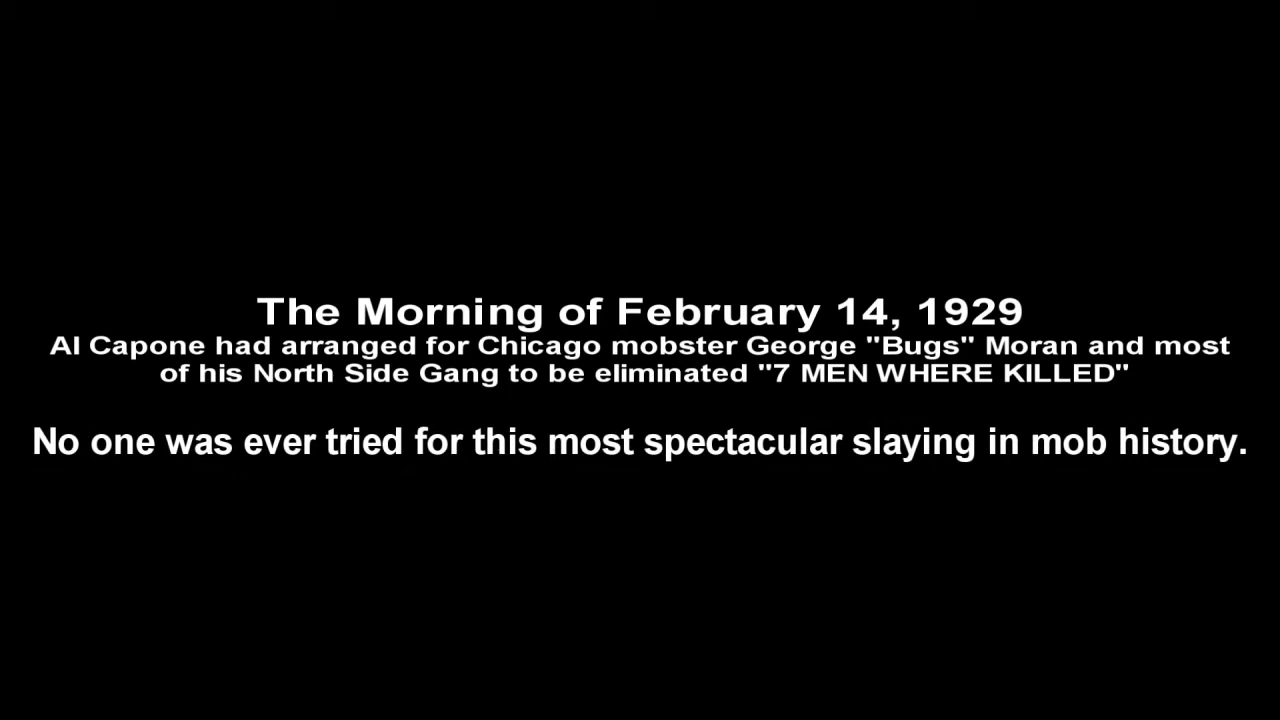 The Morning of February 14, 1929
Al Capone had arranged for Chicago mobster George "Bugs" Moran and most
of his North Side Gang to be eliminated "7 MEN WHERE KILLED"
No one was ever tried for this most spectacular slaying in mob history.